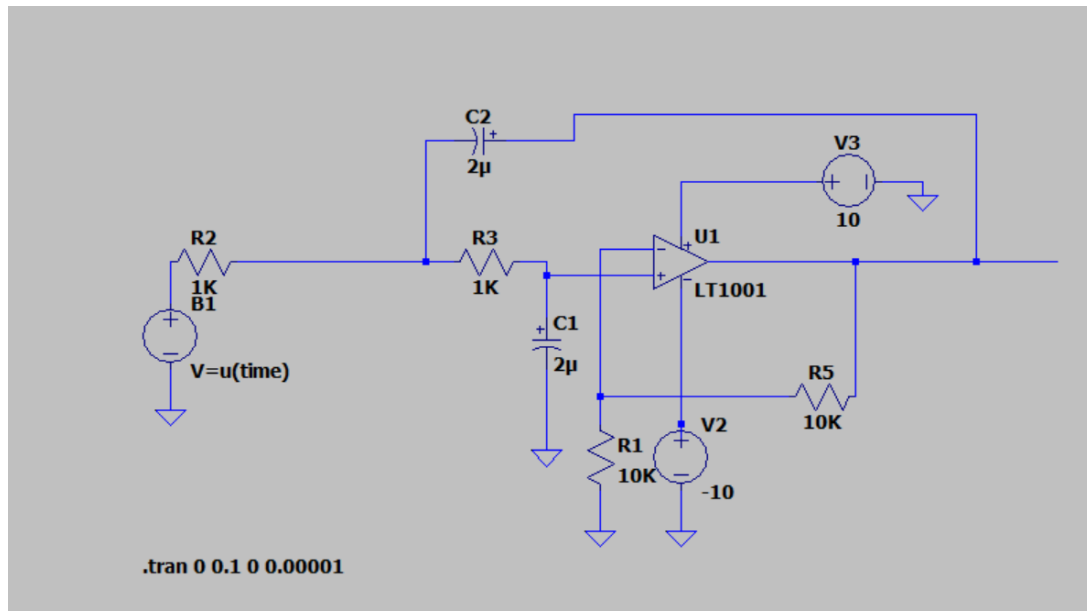 C2
2µ
V3
10
R2
1K
R3
1K
U1
LT1001
B1
V=u(time)
C1
2µ
R5
10K
R1
10K
V2
-10
.tran 0 0.1 0 0.00001